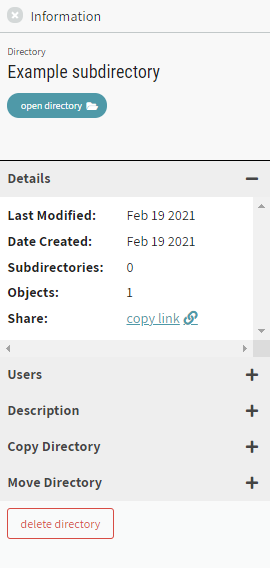 Information
Directory
Example subdirectory
open directory
Details
Last Modified: Feb 19 2021
Date Created: Feb 19 2021
Subdirectories: 0
Objects: 1
Share: copy link
Users
Description
Copy Directory
Move Directory
delete directory